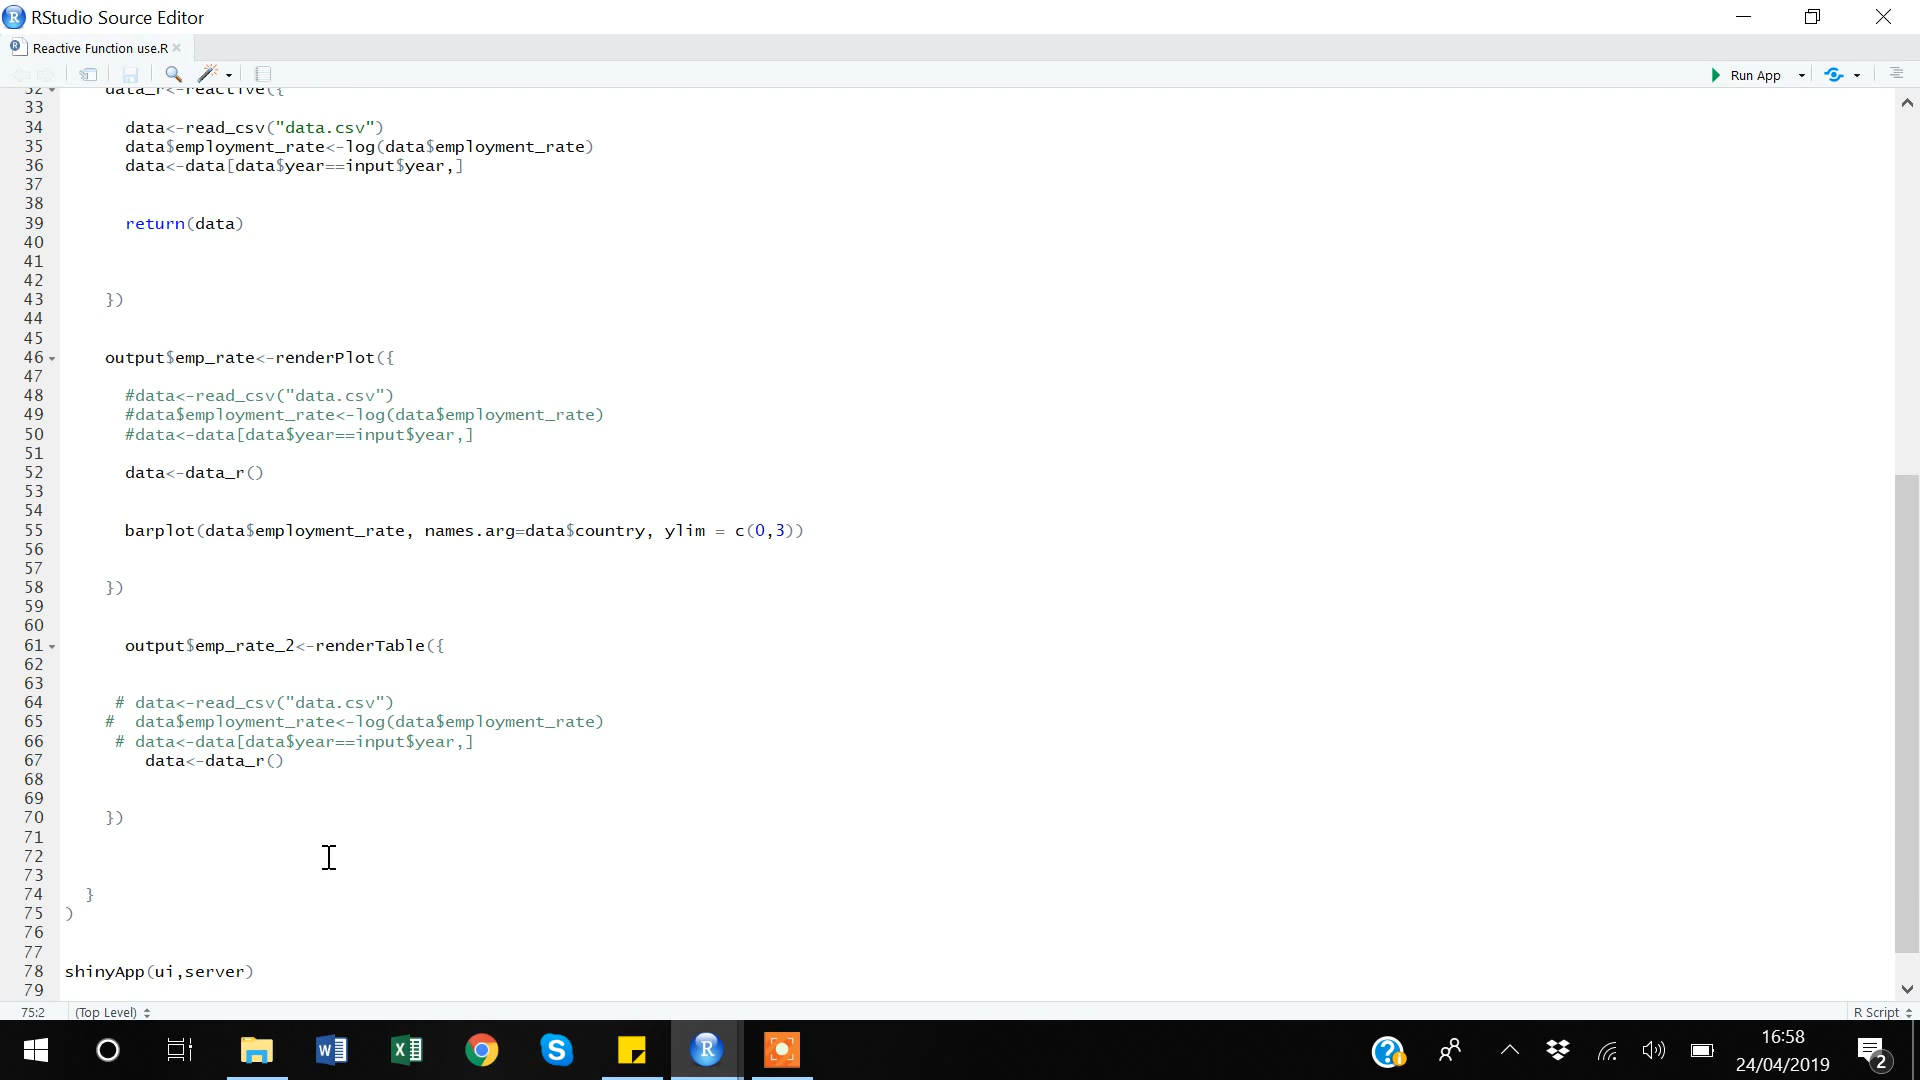 RStudio Source Editor
Reactive Function use.R
Run App
32 data_r<-reactive({
33
34 data<-read_csv("data.csv")
35 data$employment_rate<-log(data$employment_rate)
36 data<-data[data$year==input$year,]
37
38
39 return(data)
40
41
42
43 })
44
45
46 output$emp_rate<-renderPlot({
47
48 #data<-read_csv("data.csv")
49 #data$employment_rate<-log(data$employment_rate)
50 #data<-data[data$year==input$year,]
51
52 data<-data_r()
53
54
55 barplot(data$employment_rate, names.arg=data$country, ylim = c(0,3))
56
57
58 })
59
60
61 output$emp_rate_2<-renderTable({
62
63
64 # data<-read_csv("data.csv")
65 # data$employment_rate<-log(data$employment_rate)
66 # data<-data[data$year==input$year,]
67 data<-data_r()
68
69
70 })
71
72
73
74 }
75 )
76
77
78 shinyApp(ui,server)
79
75:2 (Top Level) R Script
16:58
24/04/2019
2